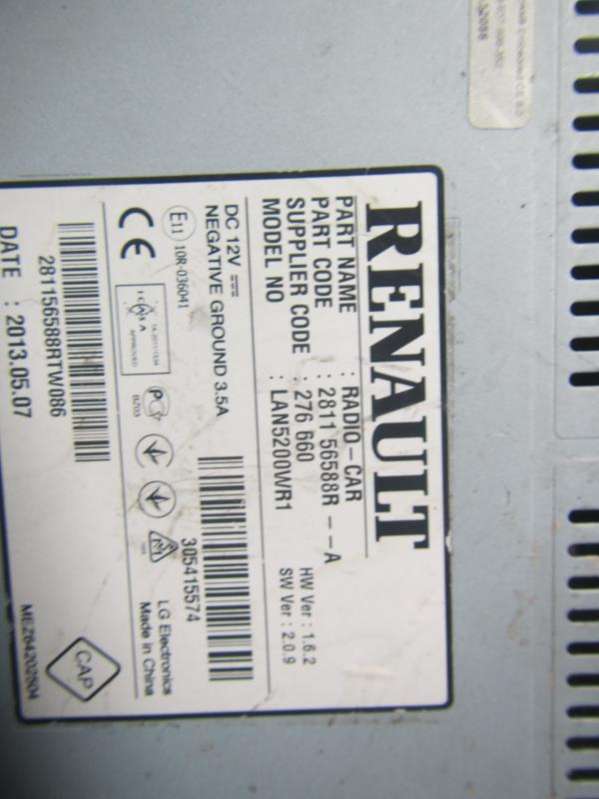 RENAULT
PART NAME : RADIO-CAR
PART CODE : 2811 56588R--A
SUPPLIER CODE : 276 660
MODEL NO : LAN5200WR1
HW Ver : 1.6.2
SW Ver : 2.0.9
DC 12V
NEGATIVE GROUND 3.5A
305415574
E11 10R-036041
CE
APPROVED
LG Electronics
Made in China
281156588RTW086
DATE : 2013.05.07
CAP